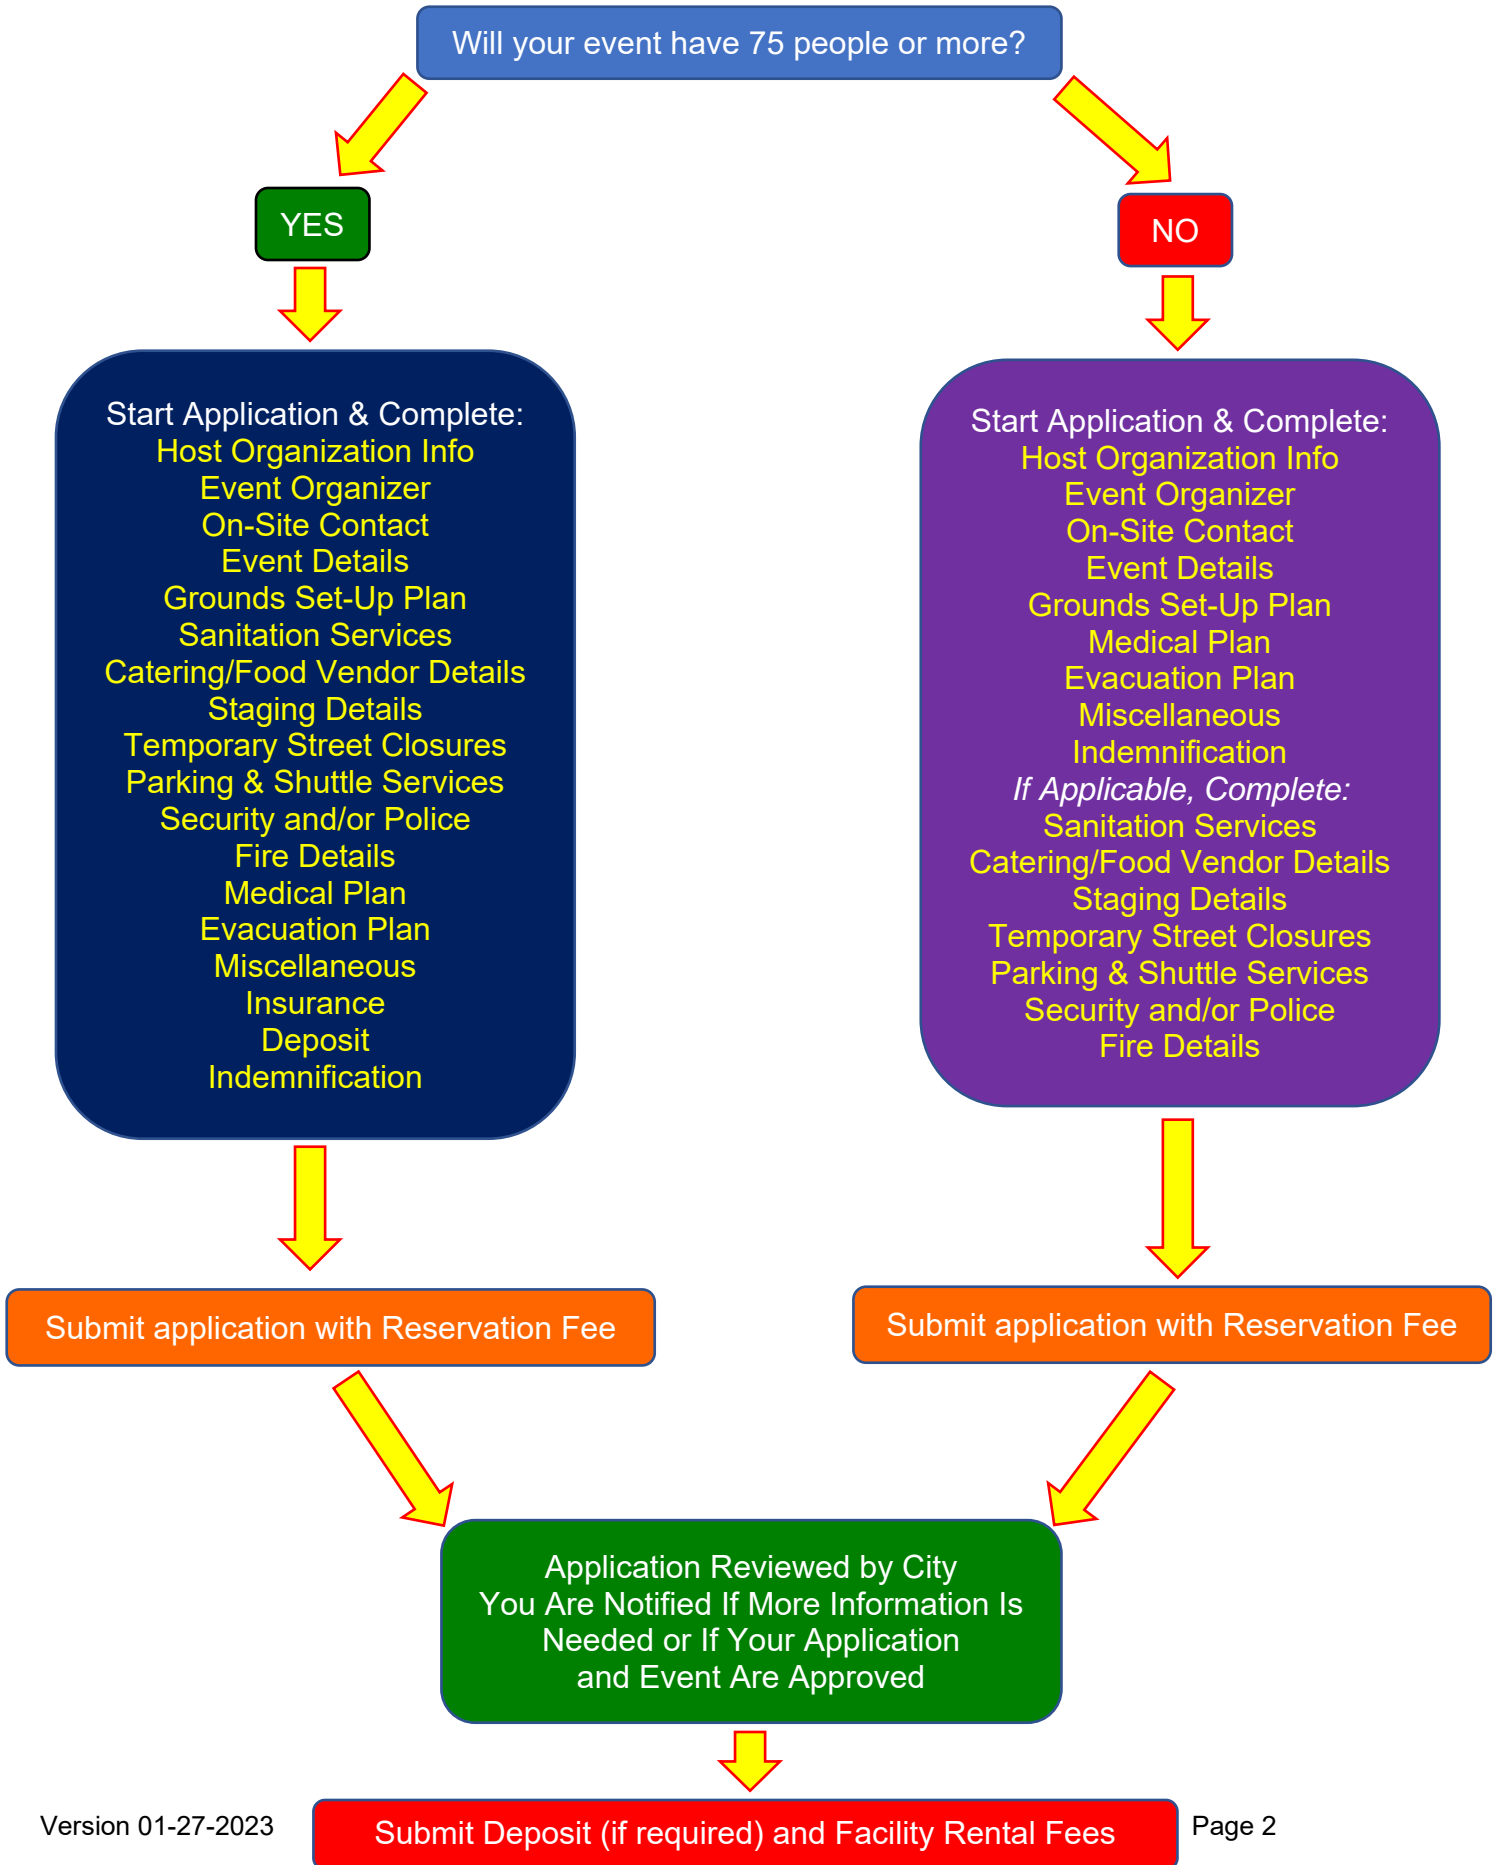 Will your event have 75 people or more?
YES
NO
Start Application & Complete:
Host Organization Info
Event Organizer
On-Site Contact
Event Details
Grounds Set-Up Plan
Sanitation Services
Catering/Food Vendor Details
Staging Details
Temporary Street Closures
Parking & Shuttle Services
Security and/or Police
Fire Details
Medical Plan
Evacuation Plan
Miscellaneous
Insurance
Deposit
Indemnification
Start Application & Complete:
Host Organization Info
Event Organizer
On-Site Contact
Event Details
Grounds Set-Up Plan
Medical Plan
Evacuation Plan
Miscellaneous
Indemnification
If Applicable, Complete:
Sanitation Services
Catering/Food Vendor Details
Staging Details
Temporary Street Closures
Parking & Shuttle Services
Security and/or Police
Fire Details
Submit application with Reservation Fee
Submit application with Reservation Fee
Application Reviewed by City
You Are Notified If More Information Is
Needed or If Your Application
and Event Are Approved
Submit Deposit (if required) and Facility Rental Fees
Version 01-27-2023
Page 2